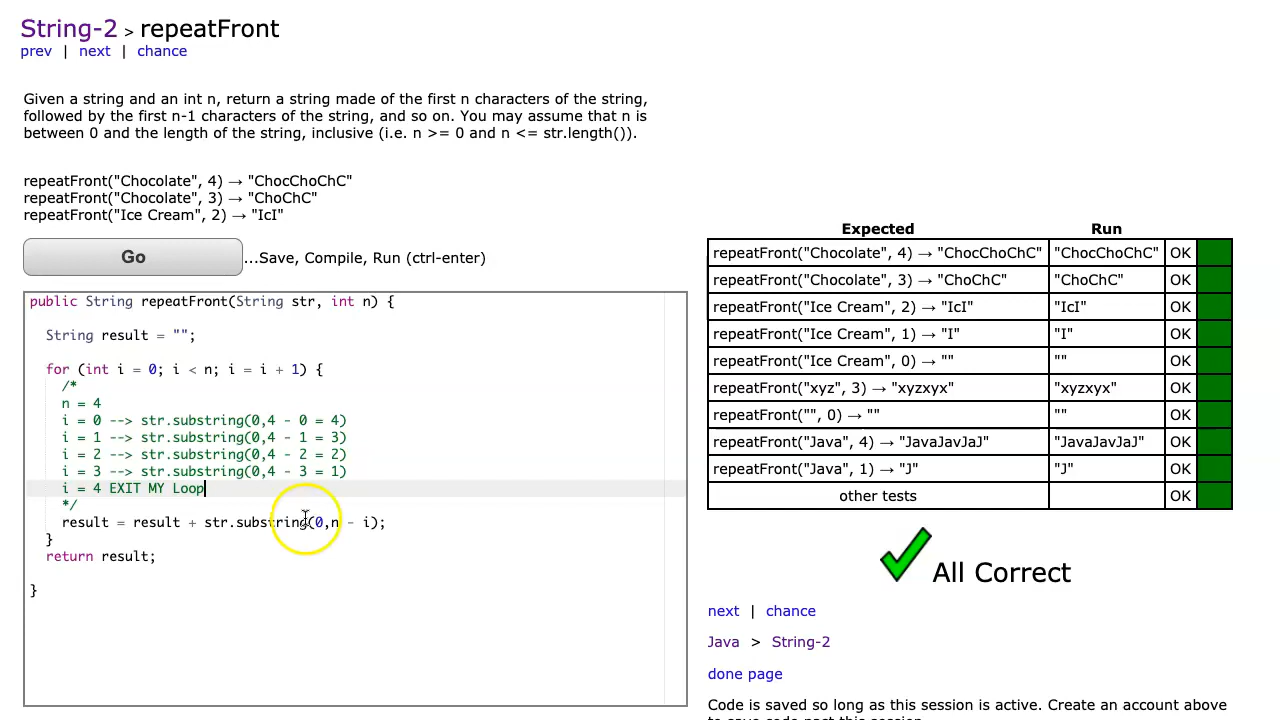 String-2 > repeatFront
prev | next | chance
Given a string and an int n, return a string made of the first n characters of the string,
followed by the first n-1 characters of the string, and so on. You may assume that n is
between 0 and the length of the string, inclusive (i.e. n >= 0 and n <= str.length()).
repeatFront("Chocolate", 4) → "ChocChoChC"
repeatFront("Chocolate", 3) → "ChoChC"
repeatFront("Ice Cream", 2) → "IcI"
Go ...Save, Compile, Run (ctrl-enter)
public String repeatFront(String str, int n) {
String result = "";
for (int i = 0; i < n; i = i + 1) {
/*
n = 4
i = 0 --> str.substring(0,4 - 0 = 4)
i = 1 --> str.substring(0,4 - 1 = 3)
i = 2 --> str.substring(0,4 - 2 = 2)
i = 3 --> str.substring(0,4 - 3 = 1)
i = 4 EXIT MY Loop
*/
result = result + str.substring(0,n - i);
}
return result;
}
Expected Run
repeatFront("Chocolate", 4) → "ChocChoChC" "ChocChoChC" OK
repeatFront("Chocolate", 3) → "ChoChC" "ChoChC" OK
repeatFront("Ice Cream", 2) → "IcI" "IcI" OK
repeatFront("Ice Cream", 1) → "I" "I" OK
repeatFront("Ice Cream", 0) → "" "" OK
repeatFront("xyz", 3) → "xyzxyx" "xyzxyx" OK
repeatFront("", 0) → "" "" OK
repeatFront("Java", 4) → "JavaJavJaJ" "JavaJavJaJ" OK
repeatFront("Java", 1) → "J" "J" OK
other tests OK
All Correct
next | chance
Java > String-2
done page
Code is saved so long as this session is active. Create an account above
to save code past this session.